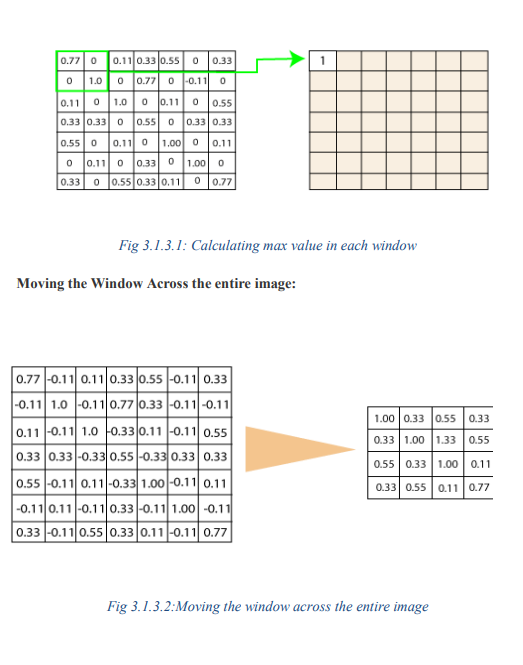 0.77 0 0.11 0.33 0.55 0 0.33 1
0 1.0 0 0.77 0 -0.11 0
0.11 0 1.0 0 0.11 0 0.55
0.33 0.33 0 0.55 0 0.33 0.33
0.55 0 0.11 0 1.00 0 0.11
0 0.11 0 0.33 0 1.00 0
0.33 0 0.55 0.33 0.11 0 0.77
Fig 3.1.3.1: Calculating max value in each window
Moving the Window Across the entire image:
0.77 -0.11 0.11 0.33 0.55 -0.11 0.33
-0.11 1.0 -0.11 0.77 0.33 -0.11 -0.11
0.11 -0.11 1.0 -0.33 0.11 -0.11 0.55
0.33 0.33 -0.33 0.55 -0.33 0.33 0.33
0.55 -0.11 0.11 -0.33 1.00 -0.11 0.11
-0.11 0.11 -0.11 0.33 -0.11 1.00 -0.11
0.33 -0.11 0.55 0.33 0.11 -0.11 0.77
1.00 0.33 0.55 0.33
0.33 1.00 1.33 0.55
0.55 0.33 1.00 0.11
0.33 0.55 0.11 0.77
Fig 3.1.3.2:Moving the window across the entire image